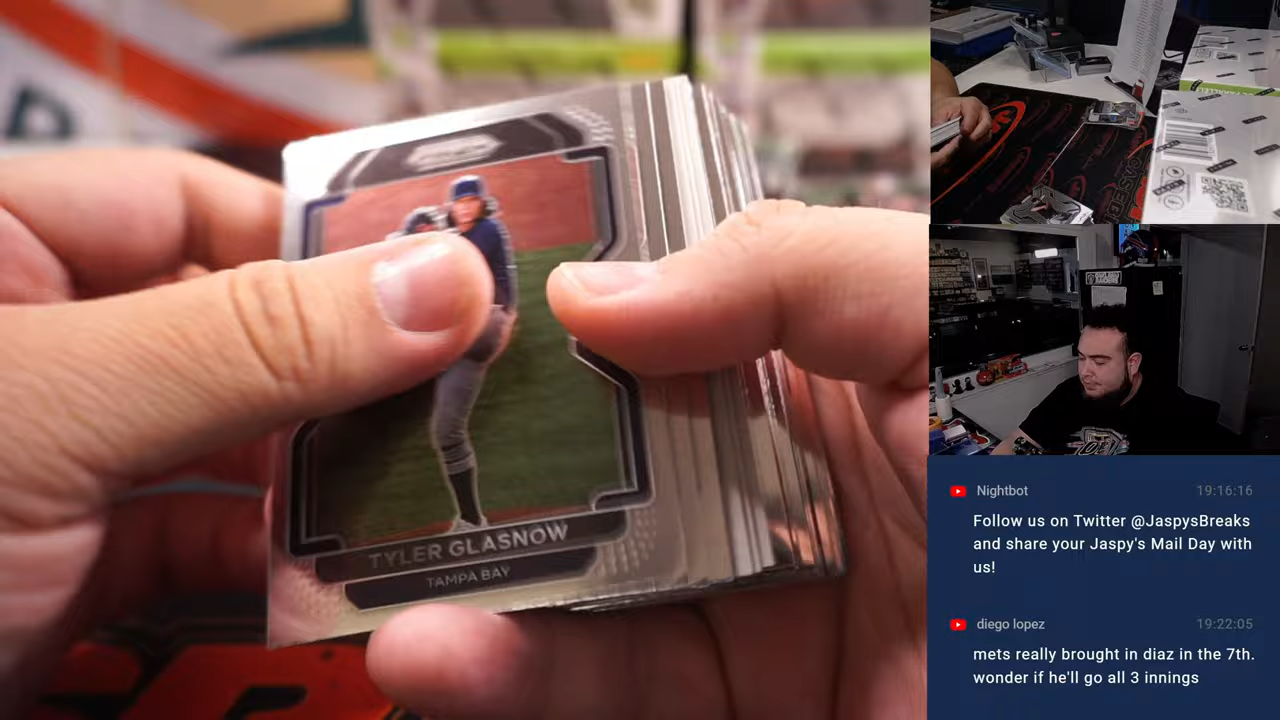 TYLER GLASNOW
TAMPA BAY
Nightbot 19:16:16
Follow us on Twitter @JaspysBreaks
and share your Jaspy's Mail Day with
us!
diego lopez 19:22:05
mets really brought in diaz in the 7th.
wonder if he'll go all 3 innings